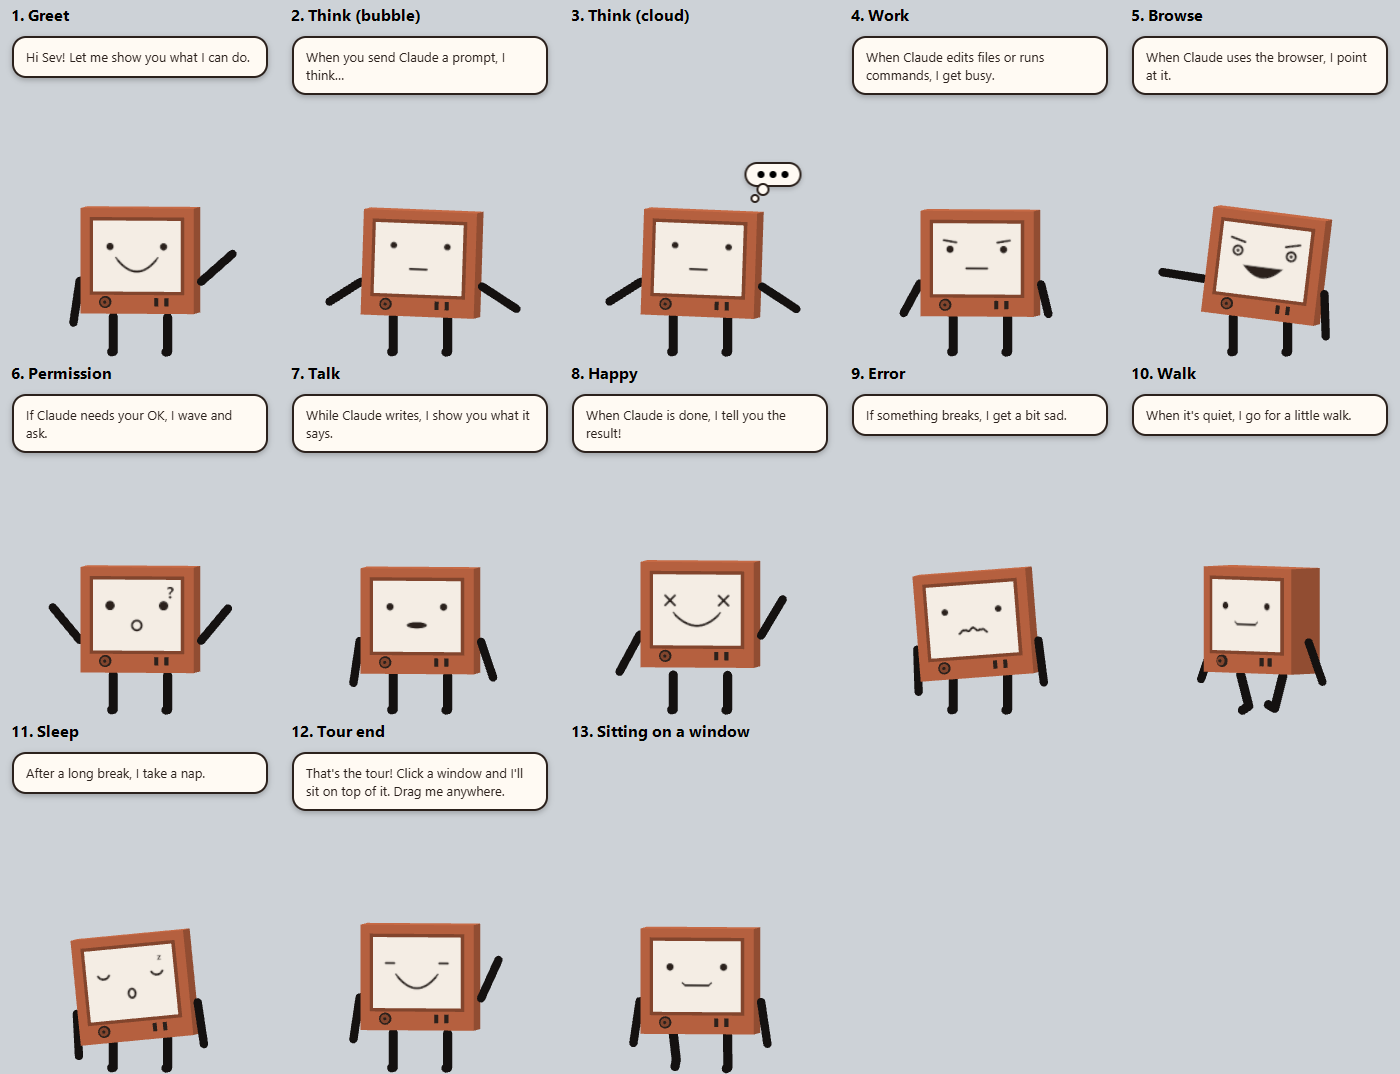 1. Greet
Hi Sev! Let me show you what I can do.
2. Think (bubble)
When you send Claude a prompt, I
think...
3. Think (cloud)
4. Work
When Claude edits files or runs
commands, I get busy.
5. Browse
When Claude uses the browser, I point
at it.
6. Permission
If Claude needs your OK, I wave and
ask.
?
7. Talk
While Claude writes, I show you what it
says.
8. Happy
When Claude is done, I tell you the
result!
9. Error
If something breaks, I get a bit sad.
10. Walk
When it's quiet, I go for a little walk.
11. Sleep
After a long break, I take a nap.
z
12. Tour end
That's the tour! Click a window and I'll
sit on top of it. Drag me anywhere.
13. Sitting on a window